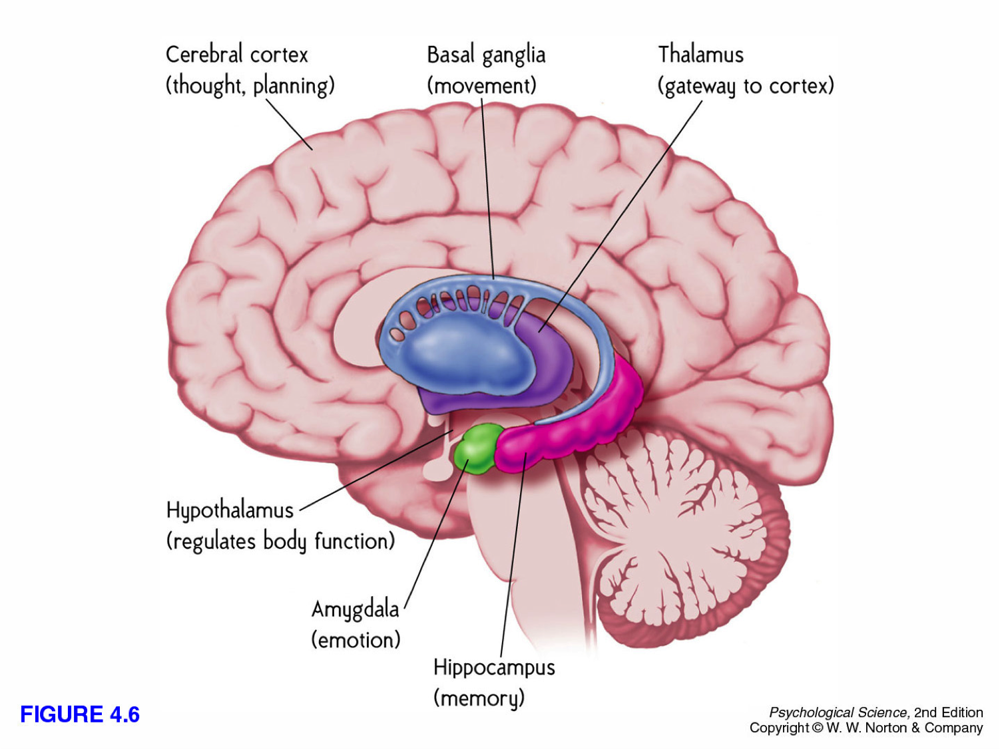 Cerebral cortex
(thought, planning)
Basal ganglia
(movement)
Thalamus
(gateway to cortex)
Hypothalamus
(regulates body function)
Amygdala
(emotion)
Hippocampus
(memory)
FIGURE 4.6
Psychological Science, 2nd Edition
Copyright © W. W. Norton & Company